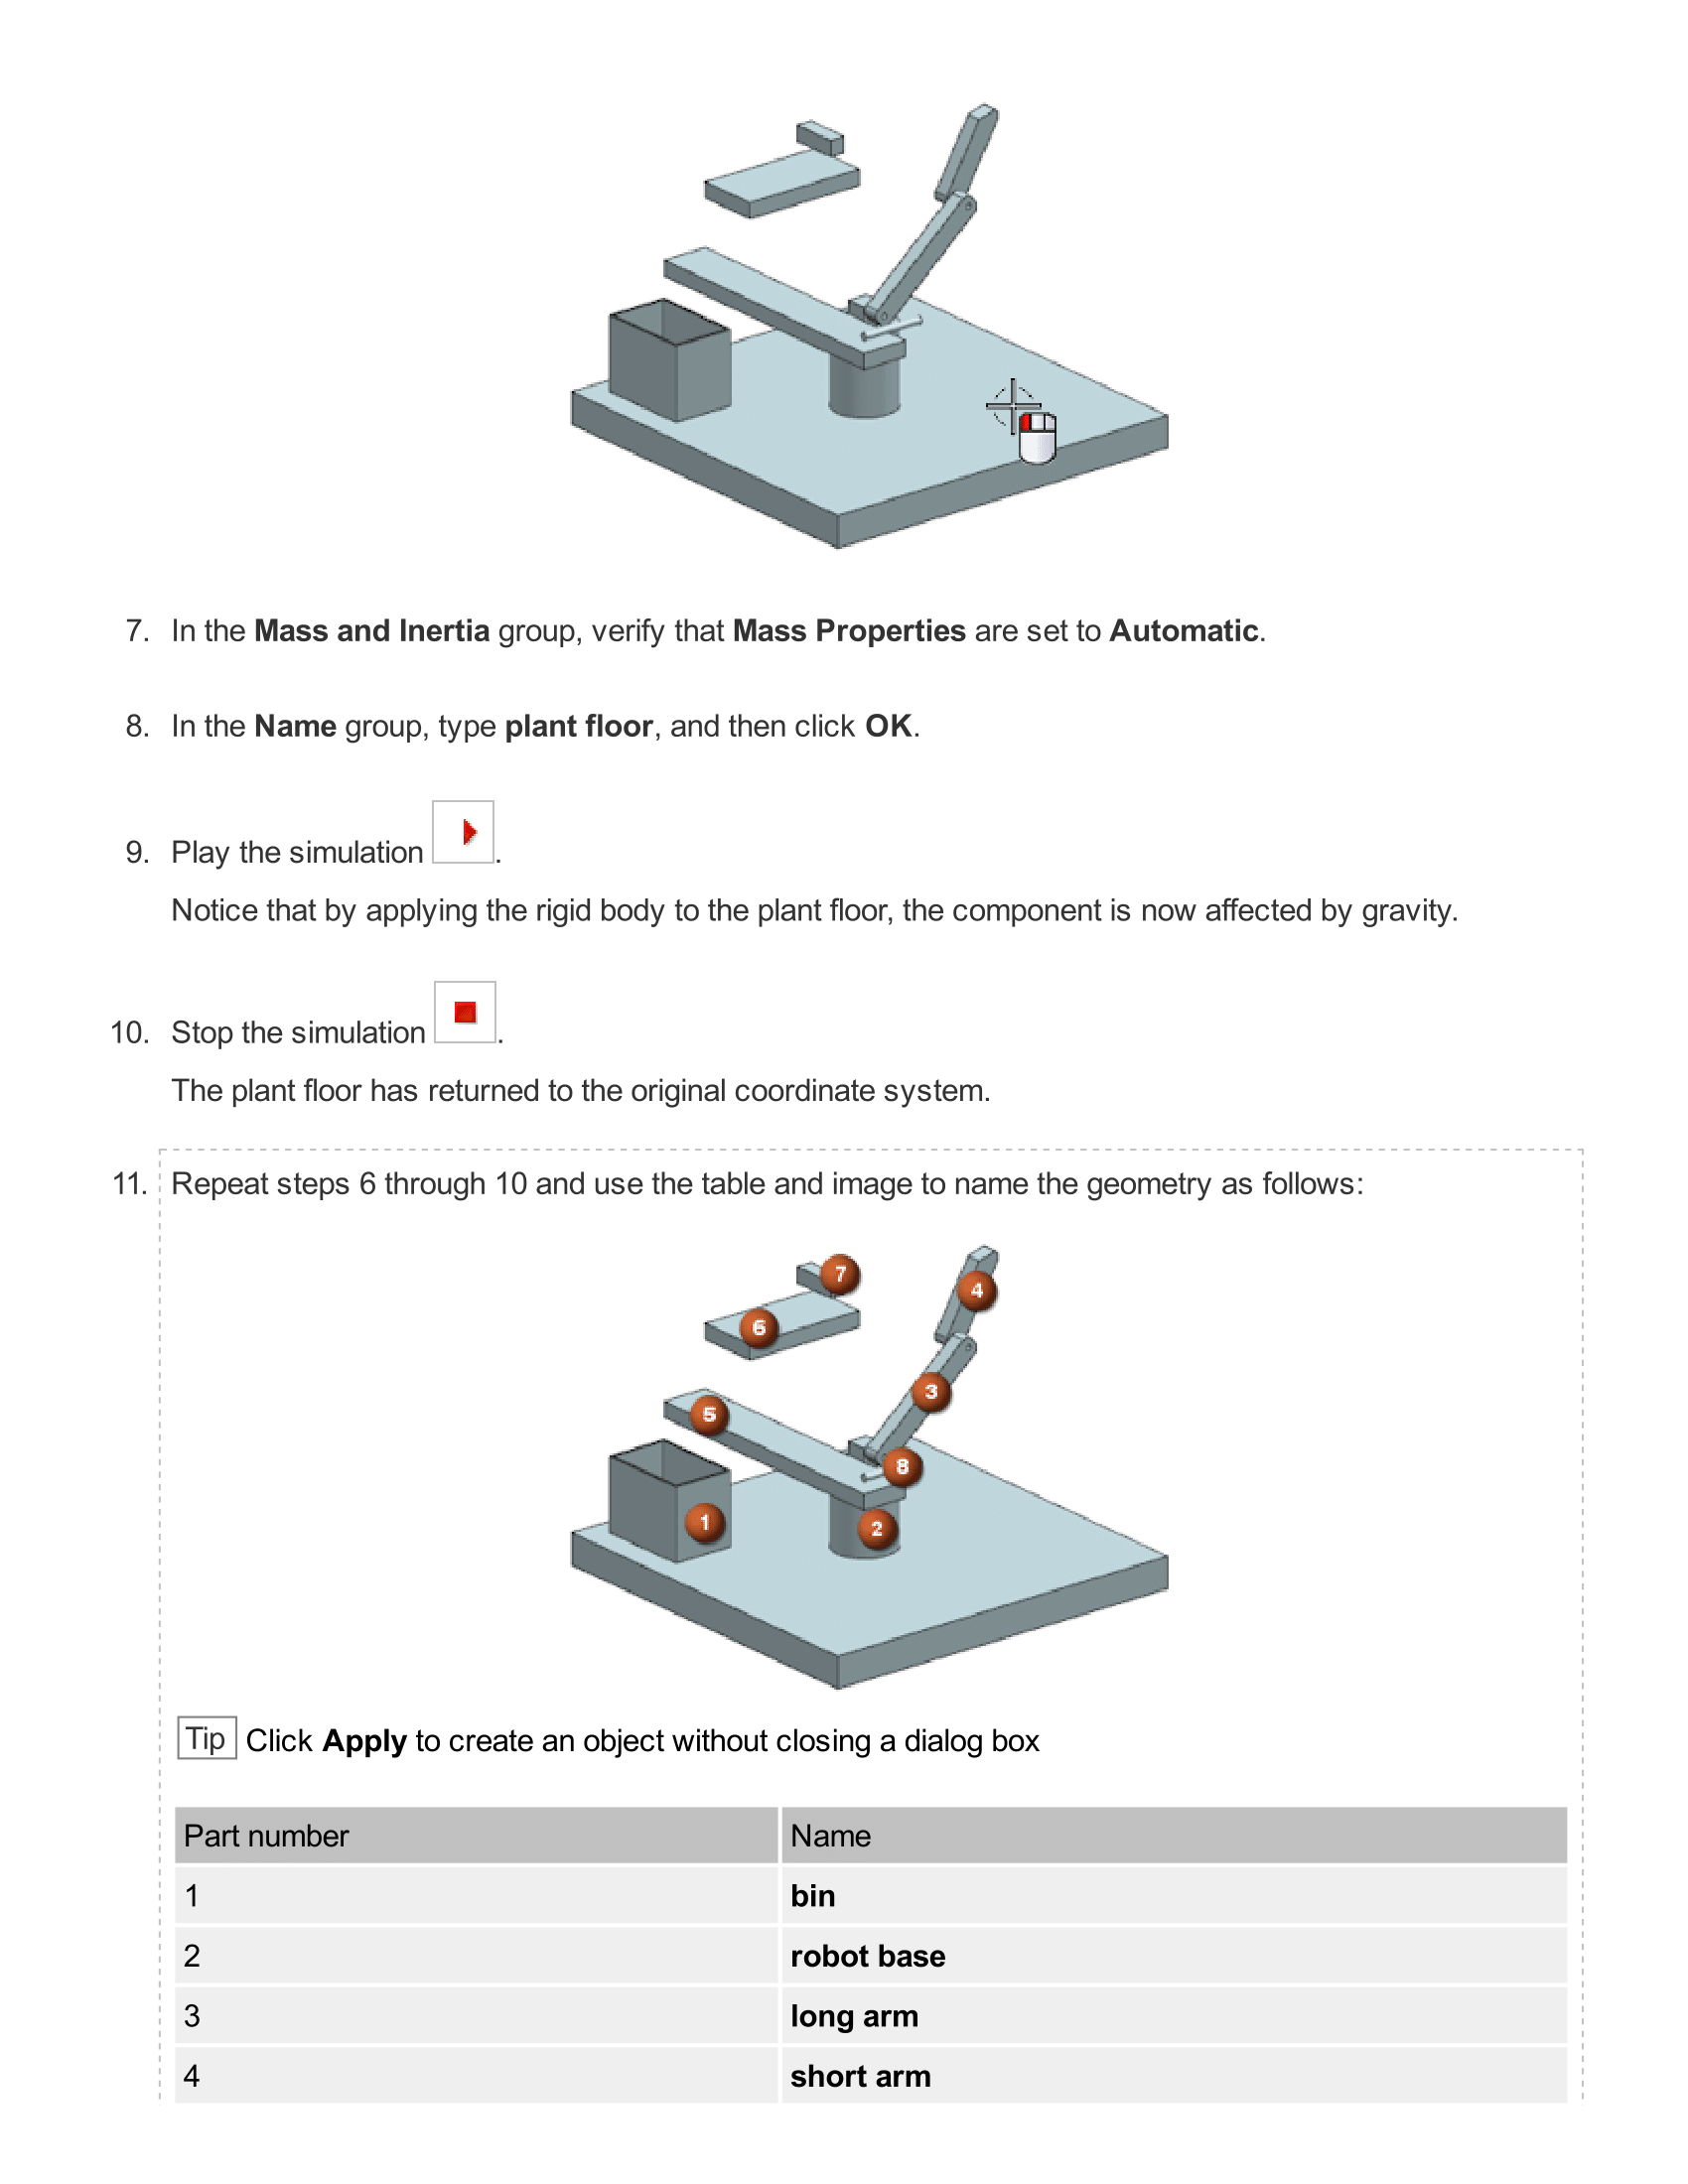 7. In the Mass and Inertia group, verify that Mass Properties are set to Automatic.
8. In the Name group, type plant floor, and then click OK.
9. Play the simulation .
Notice that by applying the rigid body to the plant floor, the component is now affected by gravity.
10. Stop the simulation .
The plant floor has returned to the original coordinate system.
11. Repeat steps 6 through 10 and use the table and image to name the geometry as follows:
7
4
6
3
5
8
1
2
Tip Click Apply to create an object without closing a dialog box
Part number Name
1 bin
2 robot base
3 long arm
4 short arm